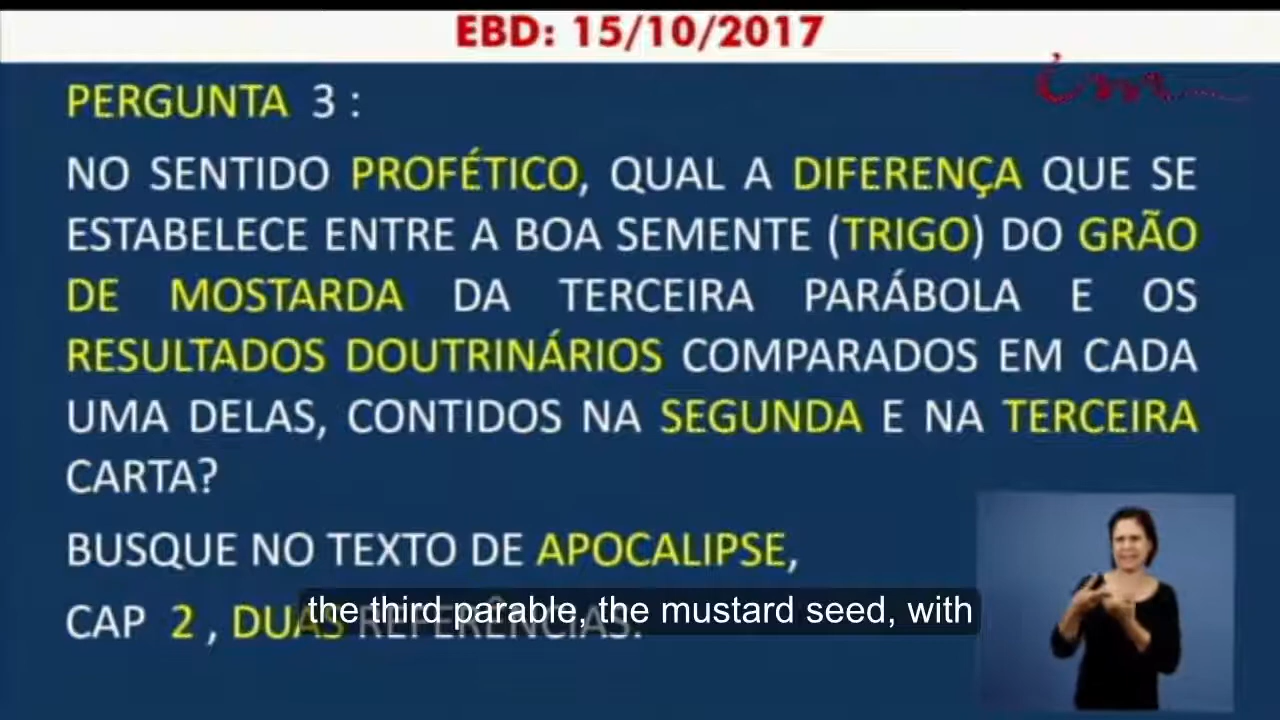 EBD: 15/10/2017
PERGUNTA 3 :
NO SENTIDO PROFÉTICO, QUAL A DIFERENÇA QUE SE
ESTABELECE ENTRE A BOA SEMENTE (TRIGO) DO GRÃO
DE MOSTARDA DA TERCEIRA PARÁBOLA E OS
RESULTADOS DOUTRINÁRIOS COMPARADOS EM CADA
UMA DELAS, CONTIDOS NA SEGUNDA E NA TERCEIRA
CARTA?
BUSQUE NO TEXTO DE APOCALIPSE,
CAP 2 , DUAS REFERÊNCIAS.
the third parable, the mustard seed, with